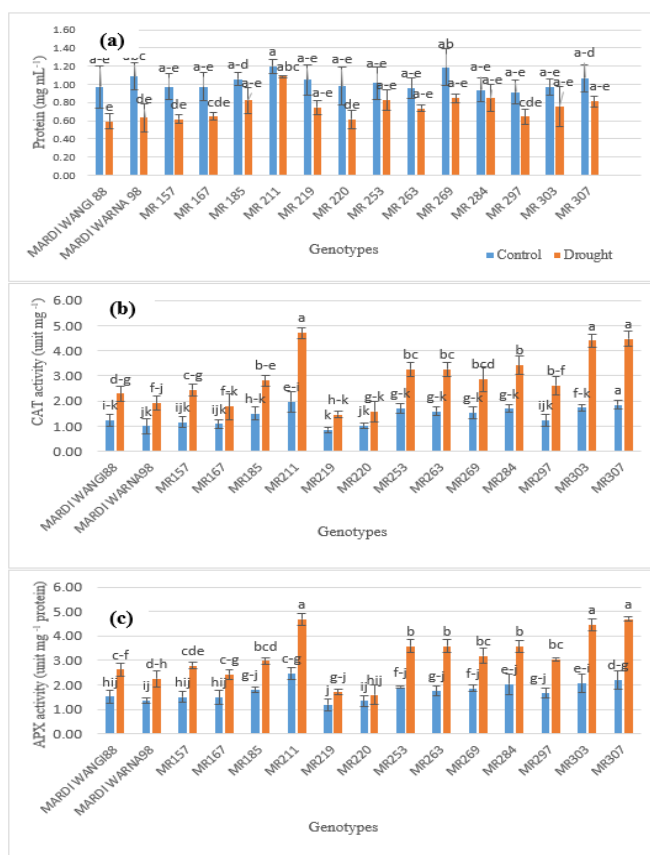 (a)
Protein (mg mL⁻¹)
1.60
1.40
1.20
1.00
0.80
0.60
0.40
0.20
0.00
a-e a-e a-e a-d a a-e a-e a-e a-e ab a-e a-e a-e a-d
e de de cde a-e abc a-e de a-e a-e a-e a-e cde a-e a-e
MARDI WANGI 88 MARDI WARNA 98 MR 157 MR 167 MR 185 MR 211 MR 219 MR 220 MR 253 MR 263 MR 269 MR 284 MR 297 MR 303 MR 307
Genotypes
Control Drought
(b)
CAT activity (unit mg⁻¹)
6.00
5.00
4.00
3.00
2.00
1.00
0.00
i-k jk ijk g-k h-k e-i k jk g-k g-k g-k g-k ijk f-k a
d-g f-j c-g f-k b-e a h-k g-k bc bc bcd b b-f a a
MARDI WANGI88 MARDI WARNA98 MR157 MR167 MR185 MR211 MR219 MR220 MR253 MR263 MR269 MR284 MR297 MR303 MR307
Genotypes
(c)
APX activity (unit mg⁻¹ protein)
6.00
5.00
4.00
3.00
2.00
1.00
0.00
hij ij hij hij g-j c-g j ij f-j g-j f-j e-j g-j e-i d-g
c-f d-h cde c-g bcd a g-j hij b b bc b bc a a
MARDI WANGI88 MARDI WARNA98 MR157 MR167 MR185 MR211 MR219 MR220 MR253 MR263 MR269 MR284 MR297 MR303 MR307
Genotypes